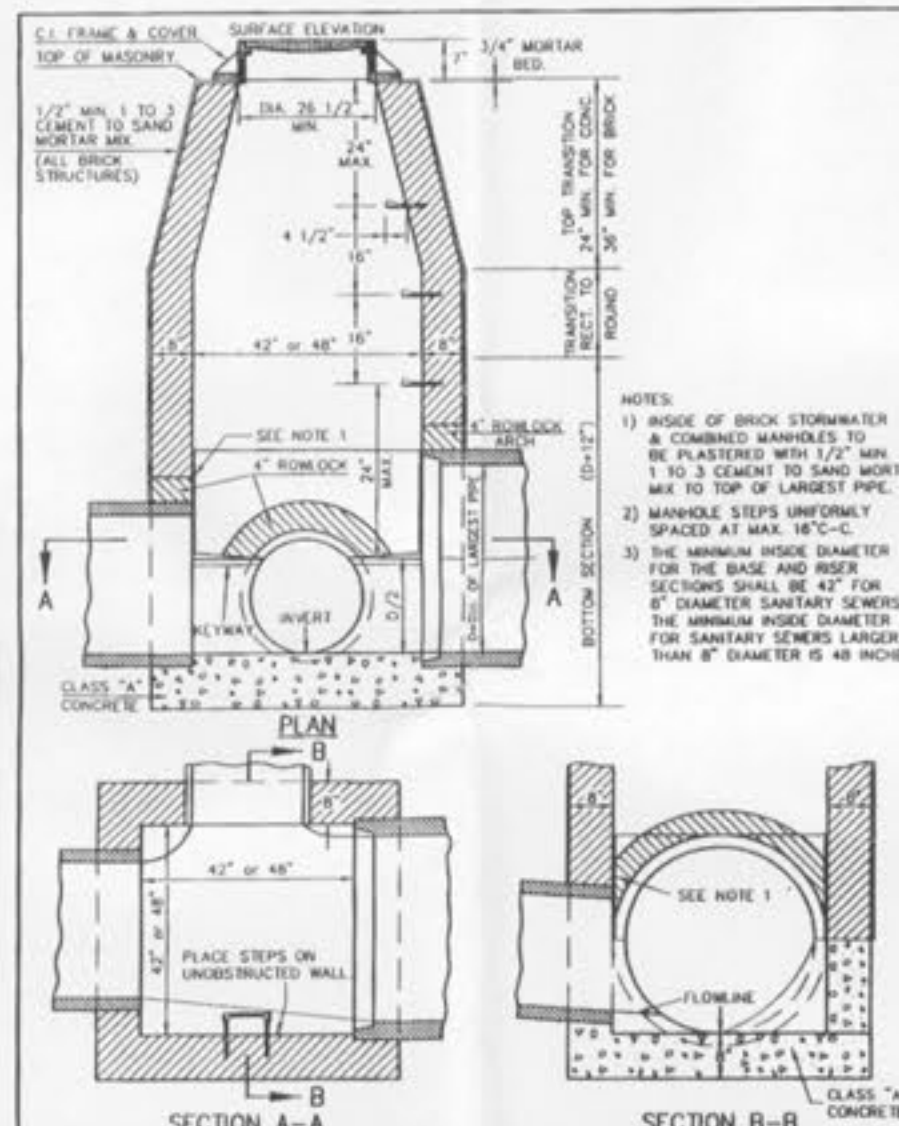 C.I. FRAME & COVER
SURFACE ELEVATION
TOP OF MASONRY
7"
3/4" MORTAR
BED.
1/2" MIN. 1 TO 3
CEMENT TO SAND
MORTAR MIX.
(ALL BRICK
STRUCTURES)
DIA. 26 1/2"
MIN.
24"
MAX.
4 1/2"
16"
16"
TOP TRANSITION
24" MIN. FOR CONC.
36" MIN. FOR BRICK
TRANSITION
RECT. TO
ROUND
8"
42" or 48"
8"
SEE NOTE 1
4" ROWLOCK
4" ROWLOCK
ARCH
24"
MAX.
A
A
KEYWAY
INVERT
D/2
D=DIA. OF LARGEST PIPE
BOTTOM SECTION (D+12")
CLASS "A"
CONCRETE
PLAN
NOTES:
1) INSIDE OF BRICK STORMWATER
& COMBINED MANHOLES TO
BE PLASTERED WITH 1/2" MIN.
1 TO 3 CEMENT TO SAND MORT
MIX TO TOP OF LARGEST PIPE.
2) MANHOLE STEPS UNIFORMLY
SPACED AT MAX. 16"C-C.
3) THE MINIMUM INSIDE DIAMETER
FOR THE BASE AND RISER
SECTIONS SHALL BE 42" FOR
8" DIAMETER SANITARY SEWERS
THE MINIMUM INSIDE DIAMETER
FOR SANITARY SEWERS LARGER
THAN 8" DIAMETER IS 48 INCHE
B
8"
42" or 48"
42" or 48"
PLACE STEPS ON
UNOBSTRUCTED WALL
B
SECTION A-A
8"
8"
SEE NOTE 1
FLOWLINE
CLASS "A
CONCRETE
SECTION B-B